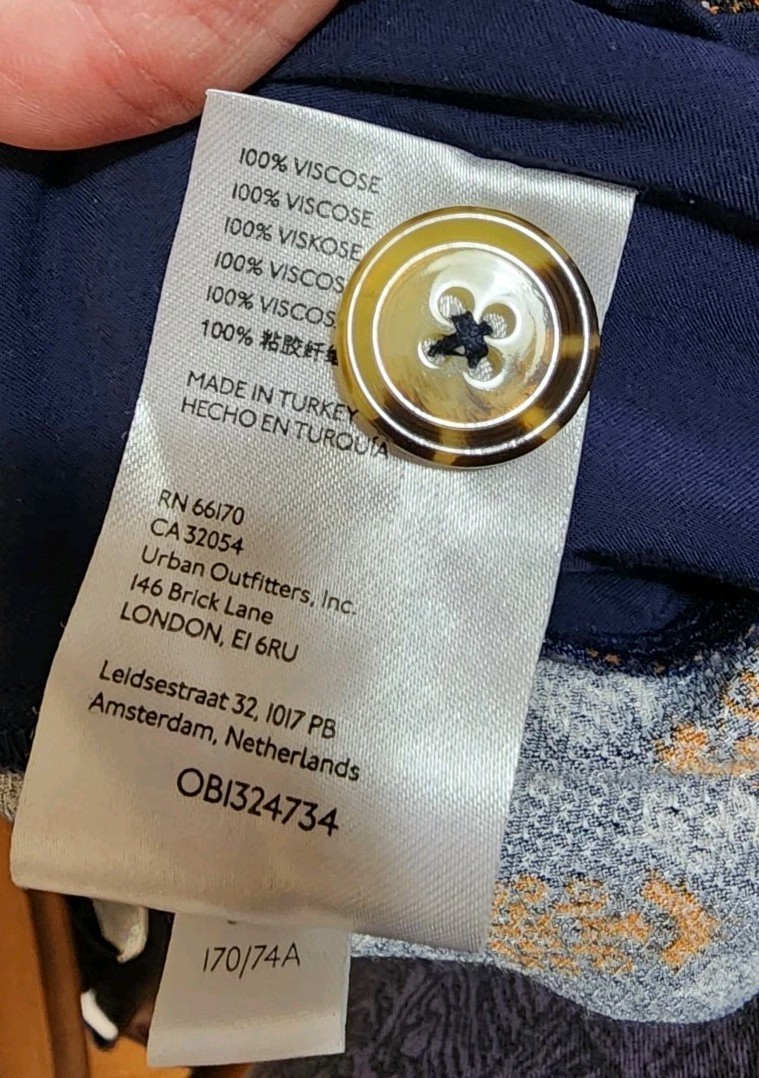 100% VISCOSE
100% VISCOSE
100% VISKOSE
100% VISCOS
100% VISCOS
100% 粘胶纤
MADE IN TURKEY
HECHO EN TURQUÍA
RN 66170
CA 32054
Urban Outfitters, Inc.
146 Brick Lane
LONDON, E1 6RU
Leidsestraat 32, 1017 PB
Amsterdam, Netherlands
OB1324734
170/74A